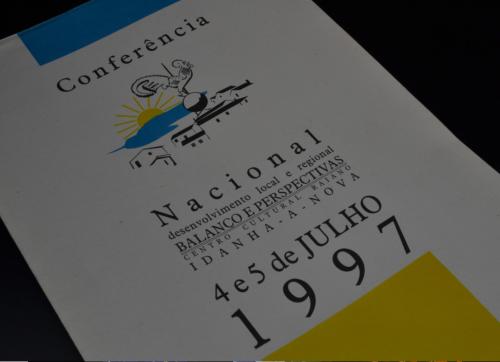 Conferência
Nacional
desenvolvimento local e regional
BALANÇO E PERSPECTIVAS
CENTRO CULTURAL RAIANO
IDANHA-A-NOVA
4 e 5 de JULHO
1997